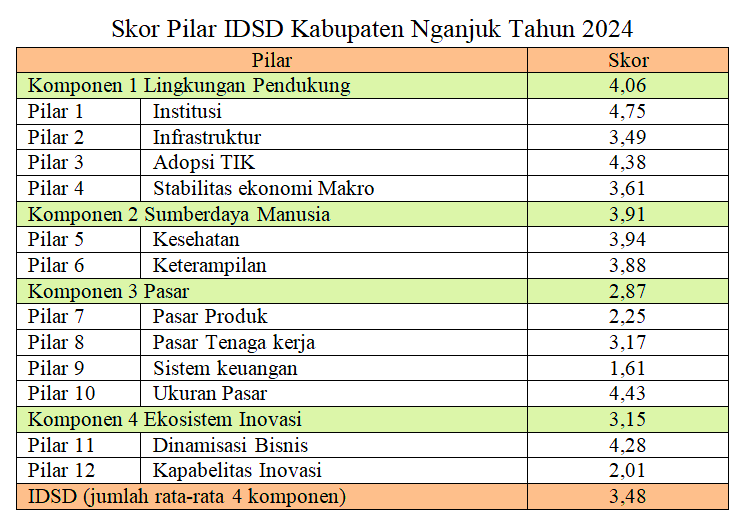 Skor Pilar IDSD Kabupaten Nganjuk Tahun 2024
Pilar Skor
Komponen 1 Lingkungan Pendukung 4,06
Pilar 1 Institusi 4,75
Pilar 2 Infrastruktur 3,49
Pilar 3 Adopsi TIK 4,38
Pilar 4 Stabilitas ekonomi Makro 3,61
Komponen 2 Sumberdaya Manusia 3,91
Pilar 5 Kesehatan 3,94
Pilar 6 Keterampilan 3,88
Komponen 3 Pasar 2,87
Pilar 7 Pasar Produk 2,25
Pilar 8 Pasar Tenaga kerja 3,17
Pilar 9 Sistem keuangan 1,61
Pilar 10 Ukuran Pasar 4,43
Komponen 4 Ekosistem Inovasi 3,15
Pilar 11 Dinamisasi Bisnis 4,28
Pilar 12 Kapabelitas Inovasi 2,01
IDSD (jumlah rata-rata 4 komponen) 3,48